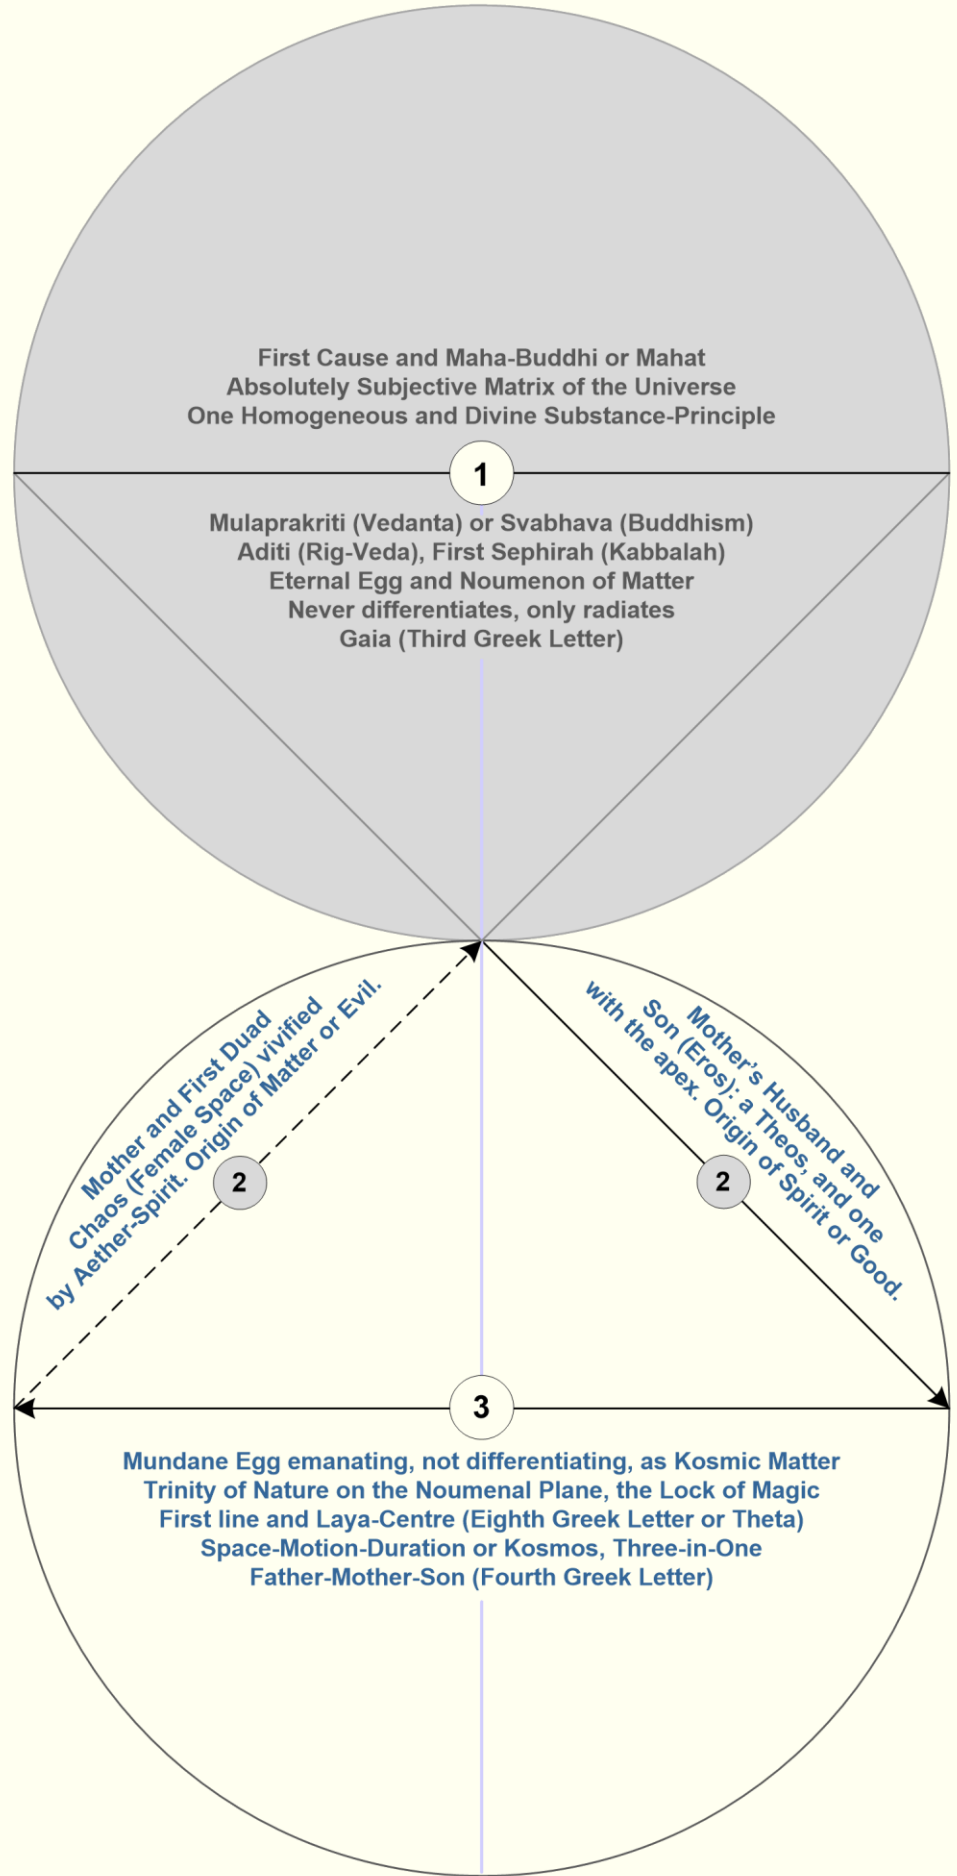 First Cause and Maha-Buddhi or Mahat
Absolutely Subjective Matrix of the Universe
One Homogeneous and Divine Substance-Principle
1
Mulaprakriti (Vedanta) or Svabhava (Buddhism)
Aditi (Rig-Veda), First Sephirah (Kabbalah)
Eternal Egg and Noumenon of Matter
Never differentiates, only radiates
Gaia (Third Greek Letter)
Mother and First Duad
Chaos (Female Space) vivified
by Aether-Spirit. Origin of Matter or Evil.
2
Mother's Husband and
Son (Eros): a Theos, and one
with the apex. Origin of Spirit or Good.
2
3
Mundane Egg emanating, not differentiating, as Kosmic Matter
Trinity of Nature on the Noumenal Plane, the Lock of Magic
First line and Laya-Centre (Eighth Greek Letter or Theta)
Space-Motion-Duration or Kosmos, Three-in-One
Father-Mother-Son (Fourth Greek Letter)